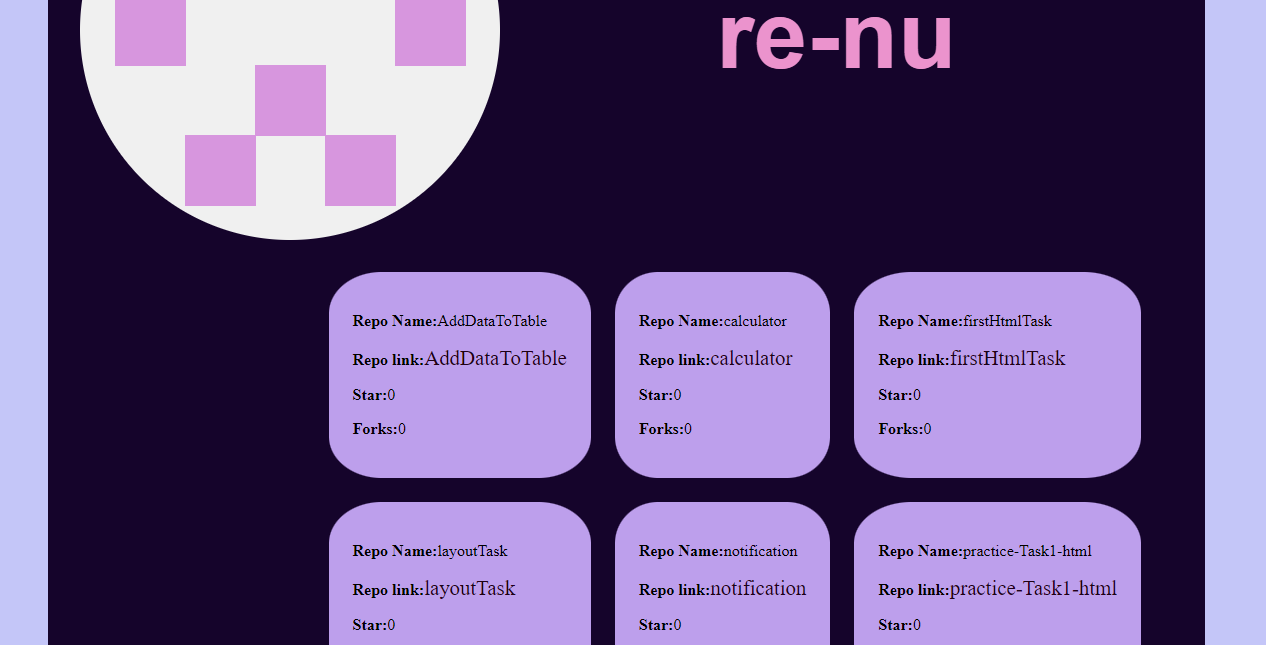 re-nu
Repo Name:AddDataToTable
Repo link:AddDataToTable
Star:0
Forks:0
Repo Name:calculator
Repo link:calculator
Star:0
Forks:0
Repo Name:firstHtmlTask
Repo link:firstHtmlTask
Star:0
Forks:0
Repo Name:layoutTask
Repo link:layoutTask
Star:0
Repo Name:notification
Repo link:notification
Star:0
Repo Name:practice-Task1-html
Repo link:practice-Task1-html
Star:0